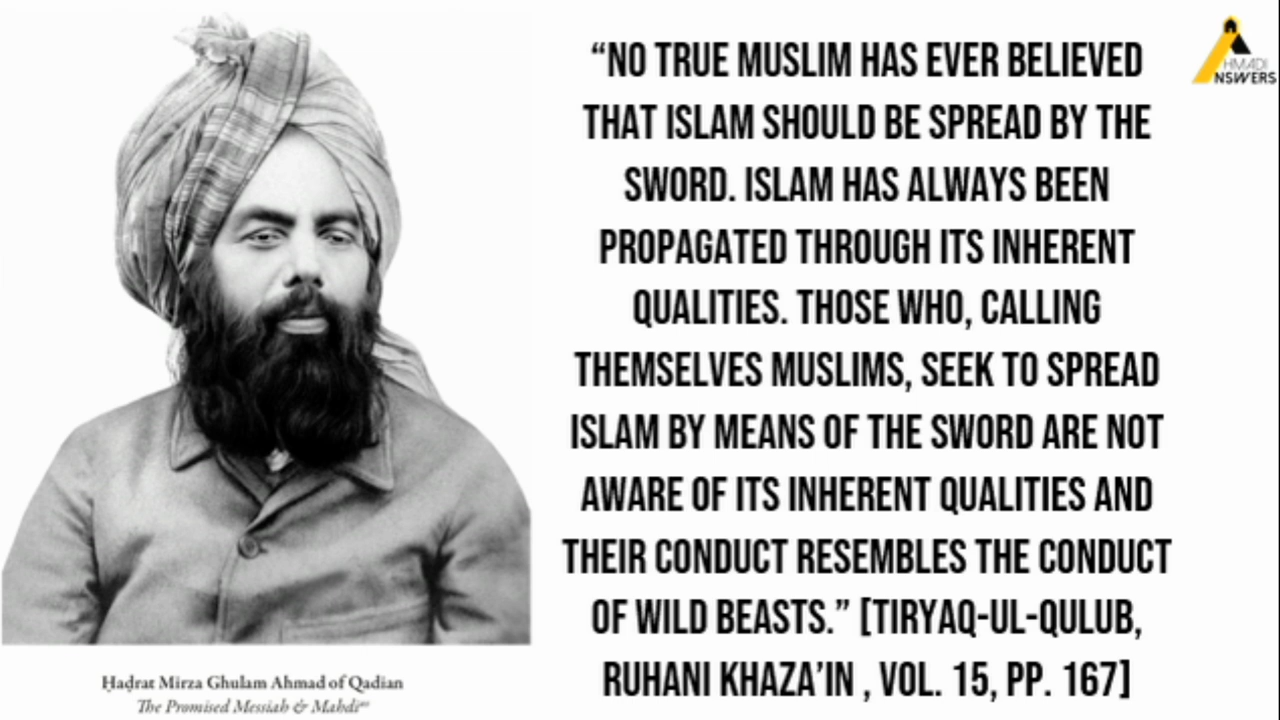 “NO TRUE MUSLIM HAS EVER BELIEVED
THAT ISLAM SHOULD BE SPREAD BY THE
SWORD. ISLAM HAS ALWAYS BEEN
PROPAGATED THROUGH ITS INHERENT
QUALITIES. THOSE WHO, CALLING
THEMSELVES MUSLIMS, SEEK TO SPREAD
ISLAM BY MEANS OF THE SWORD ARE NOT
AWARE OF ITS INHERENT QUALITIES AND
THEIR CONDUCT RESEMBLES THE CONDUCT
OF WILD BEASTS.” [TIRYAQ-UL-QULUB,
RUHANI KHAZA’IN , VOL. 15, PP. 167]
HMADI
NSWERS
Ḥaḍrat Mirza Ghulam Ahmad of Qadian
The Promised Messiah & Mahdiᵃˢ